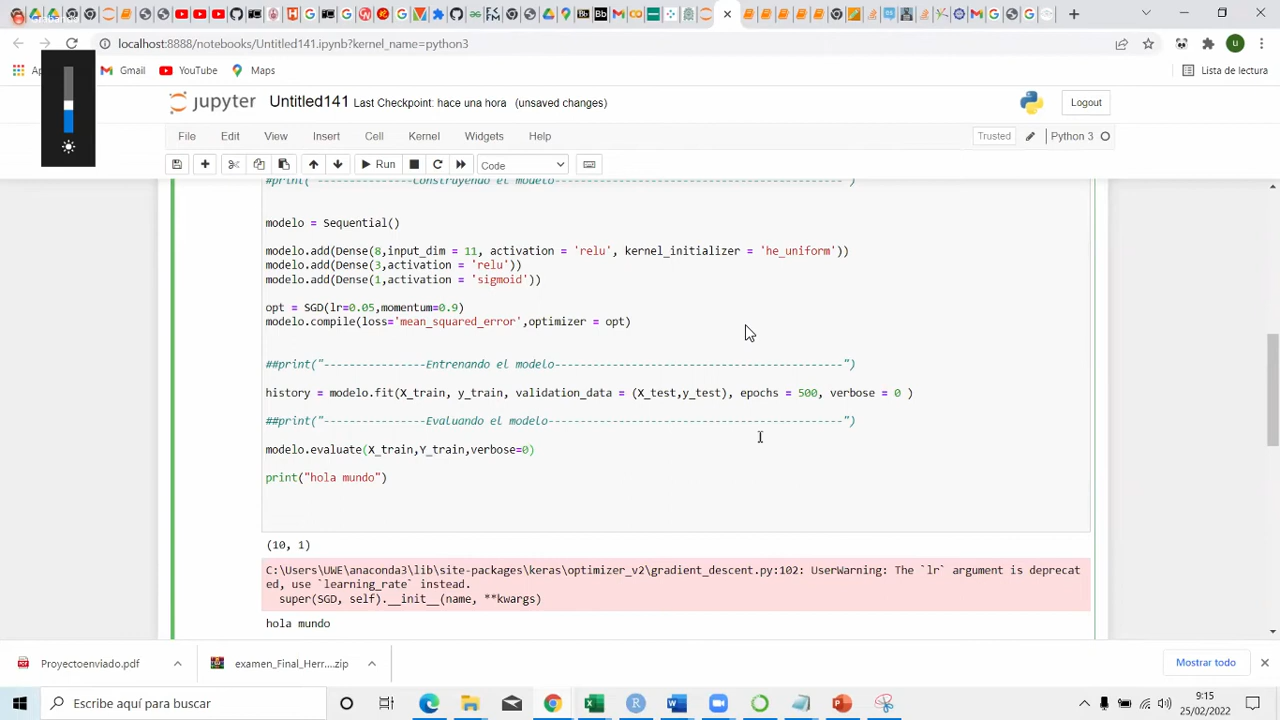 localhost:8888/notebooks/Untitled141.ipynb?kernel_name=python3
Gmail
YouTube
Maps
Lista de lectura
jupyter Untitled141 Last Checkpoint: hace una hora (unsaved changes)
Logout
File Edit View Insert Cell Kernel Widgets Help
Trusted
Python 3
Run
Code
#print("---------------Construyendo el modelo---------------------------------------------")
modelo = Sequential()
modelo.add(Dense(8,input_dim = 11, activation = 'relu', kernel_initializer = 'he_uniform'))
modelo.add(Dense(3,activation = 'relu'))
modelo.add(Dense(1,activation = 'sigmoid'))
opt = SGD(lr=0.05,momentum=0.9)
modelo.compile(loss='mean_squared_error',optimizer = opt)
##print("----------------Entrenando el modelo---------------------------------------------")
history = modelo.fit(X_train, y_train, validation_data = (X_test,y_test), epochs = 500, verbose = 0 )
##print("----------------Evaluando el modelo----------------------------------------------")
modelo.evaluate(X_train,Y_train,verbose=0)
print("hola mundo")
(10, 1)
C:\Users\UWE\anaconda3\lib\site-packages\keras\optimizer_v2\gradient_descent.py:102: UserWarning: The `lr` argument is deprecat
ed, use `learning_rate` instead.
super(SGD, self).__init__(name, **kwargs)
hola mundo
Proyectoenviado.pdf
examen_Final_Herr....zip
Mostrar todo
Escribe aquí para buscar
9:15
25/02/2022